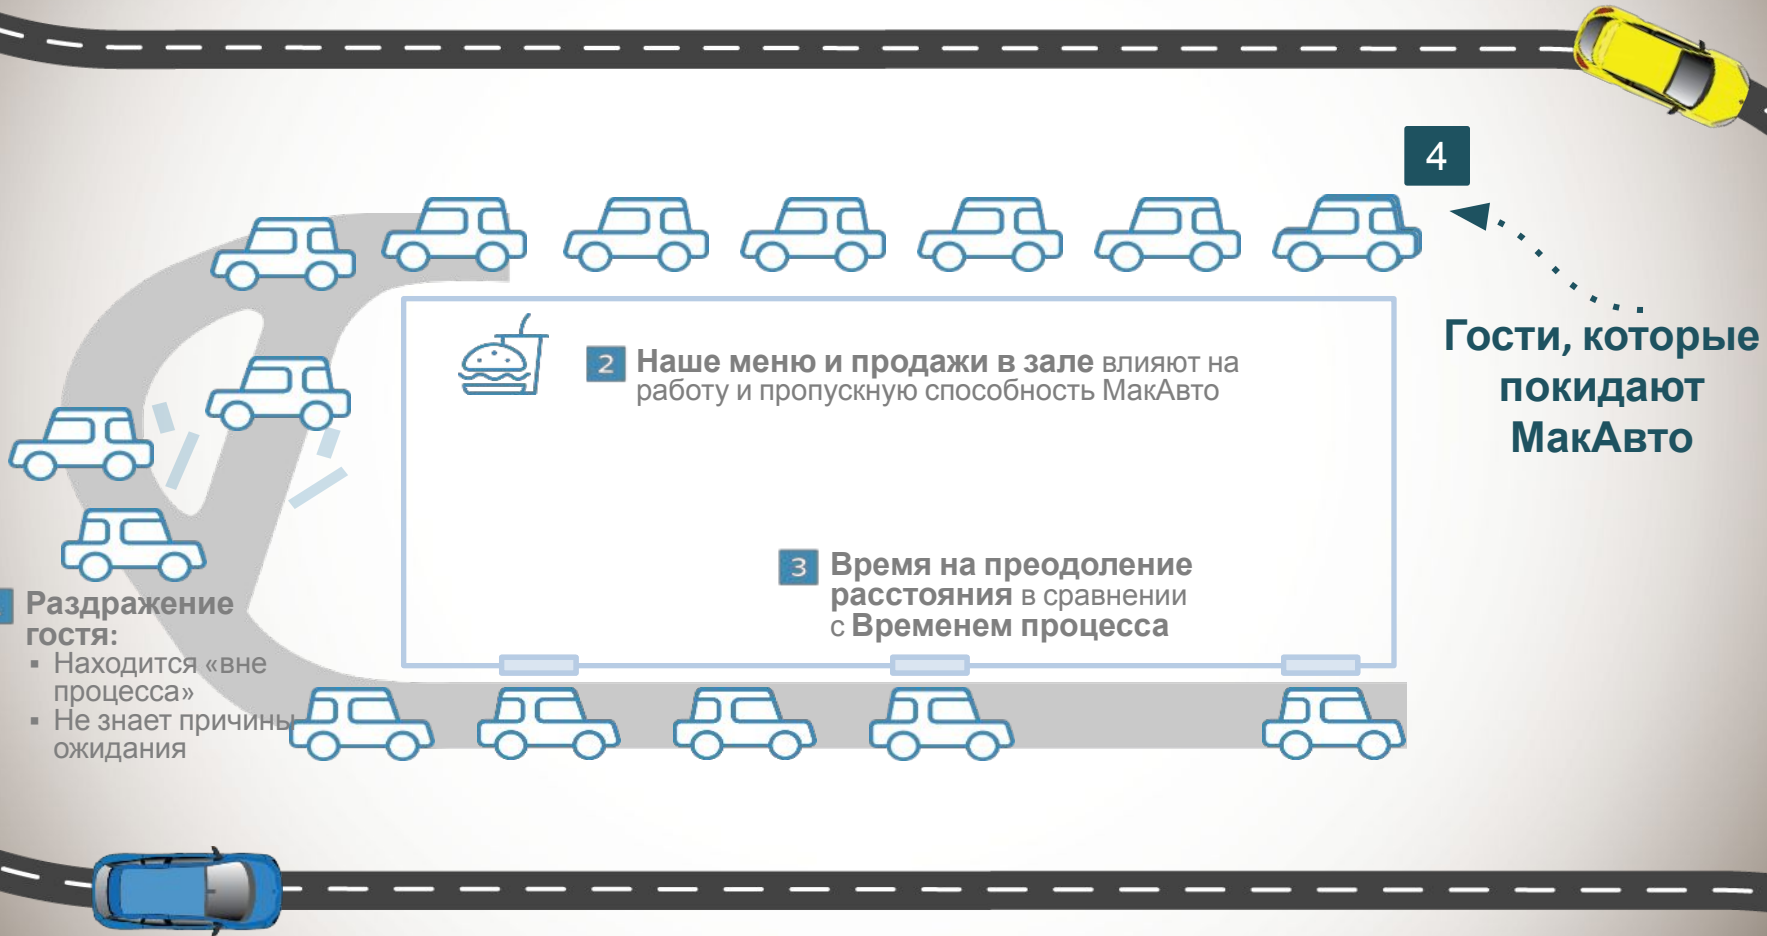 4
Гости, которые
покидают
МакАвто
2 Наше меню и продажи в зале влияют на
работу и пропускную способность МакАвто
3 Время на преодоление
расстояния в сравнении
с Временем процесса
Раздражение
гостя:
▪ Находится «вне
процесса»
▪ Не знает причины
ожидания